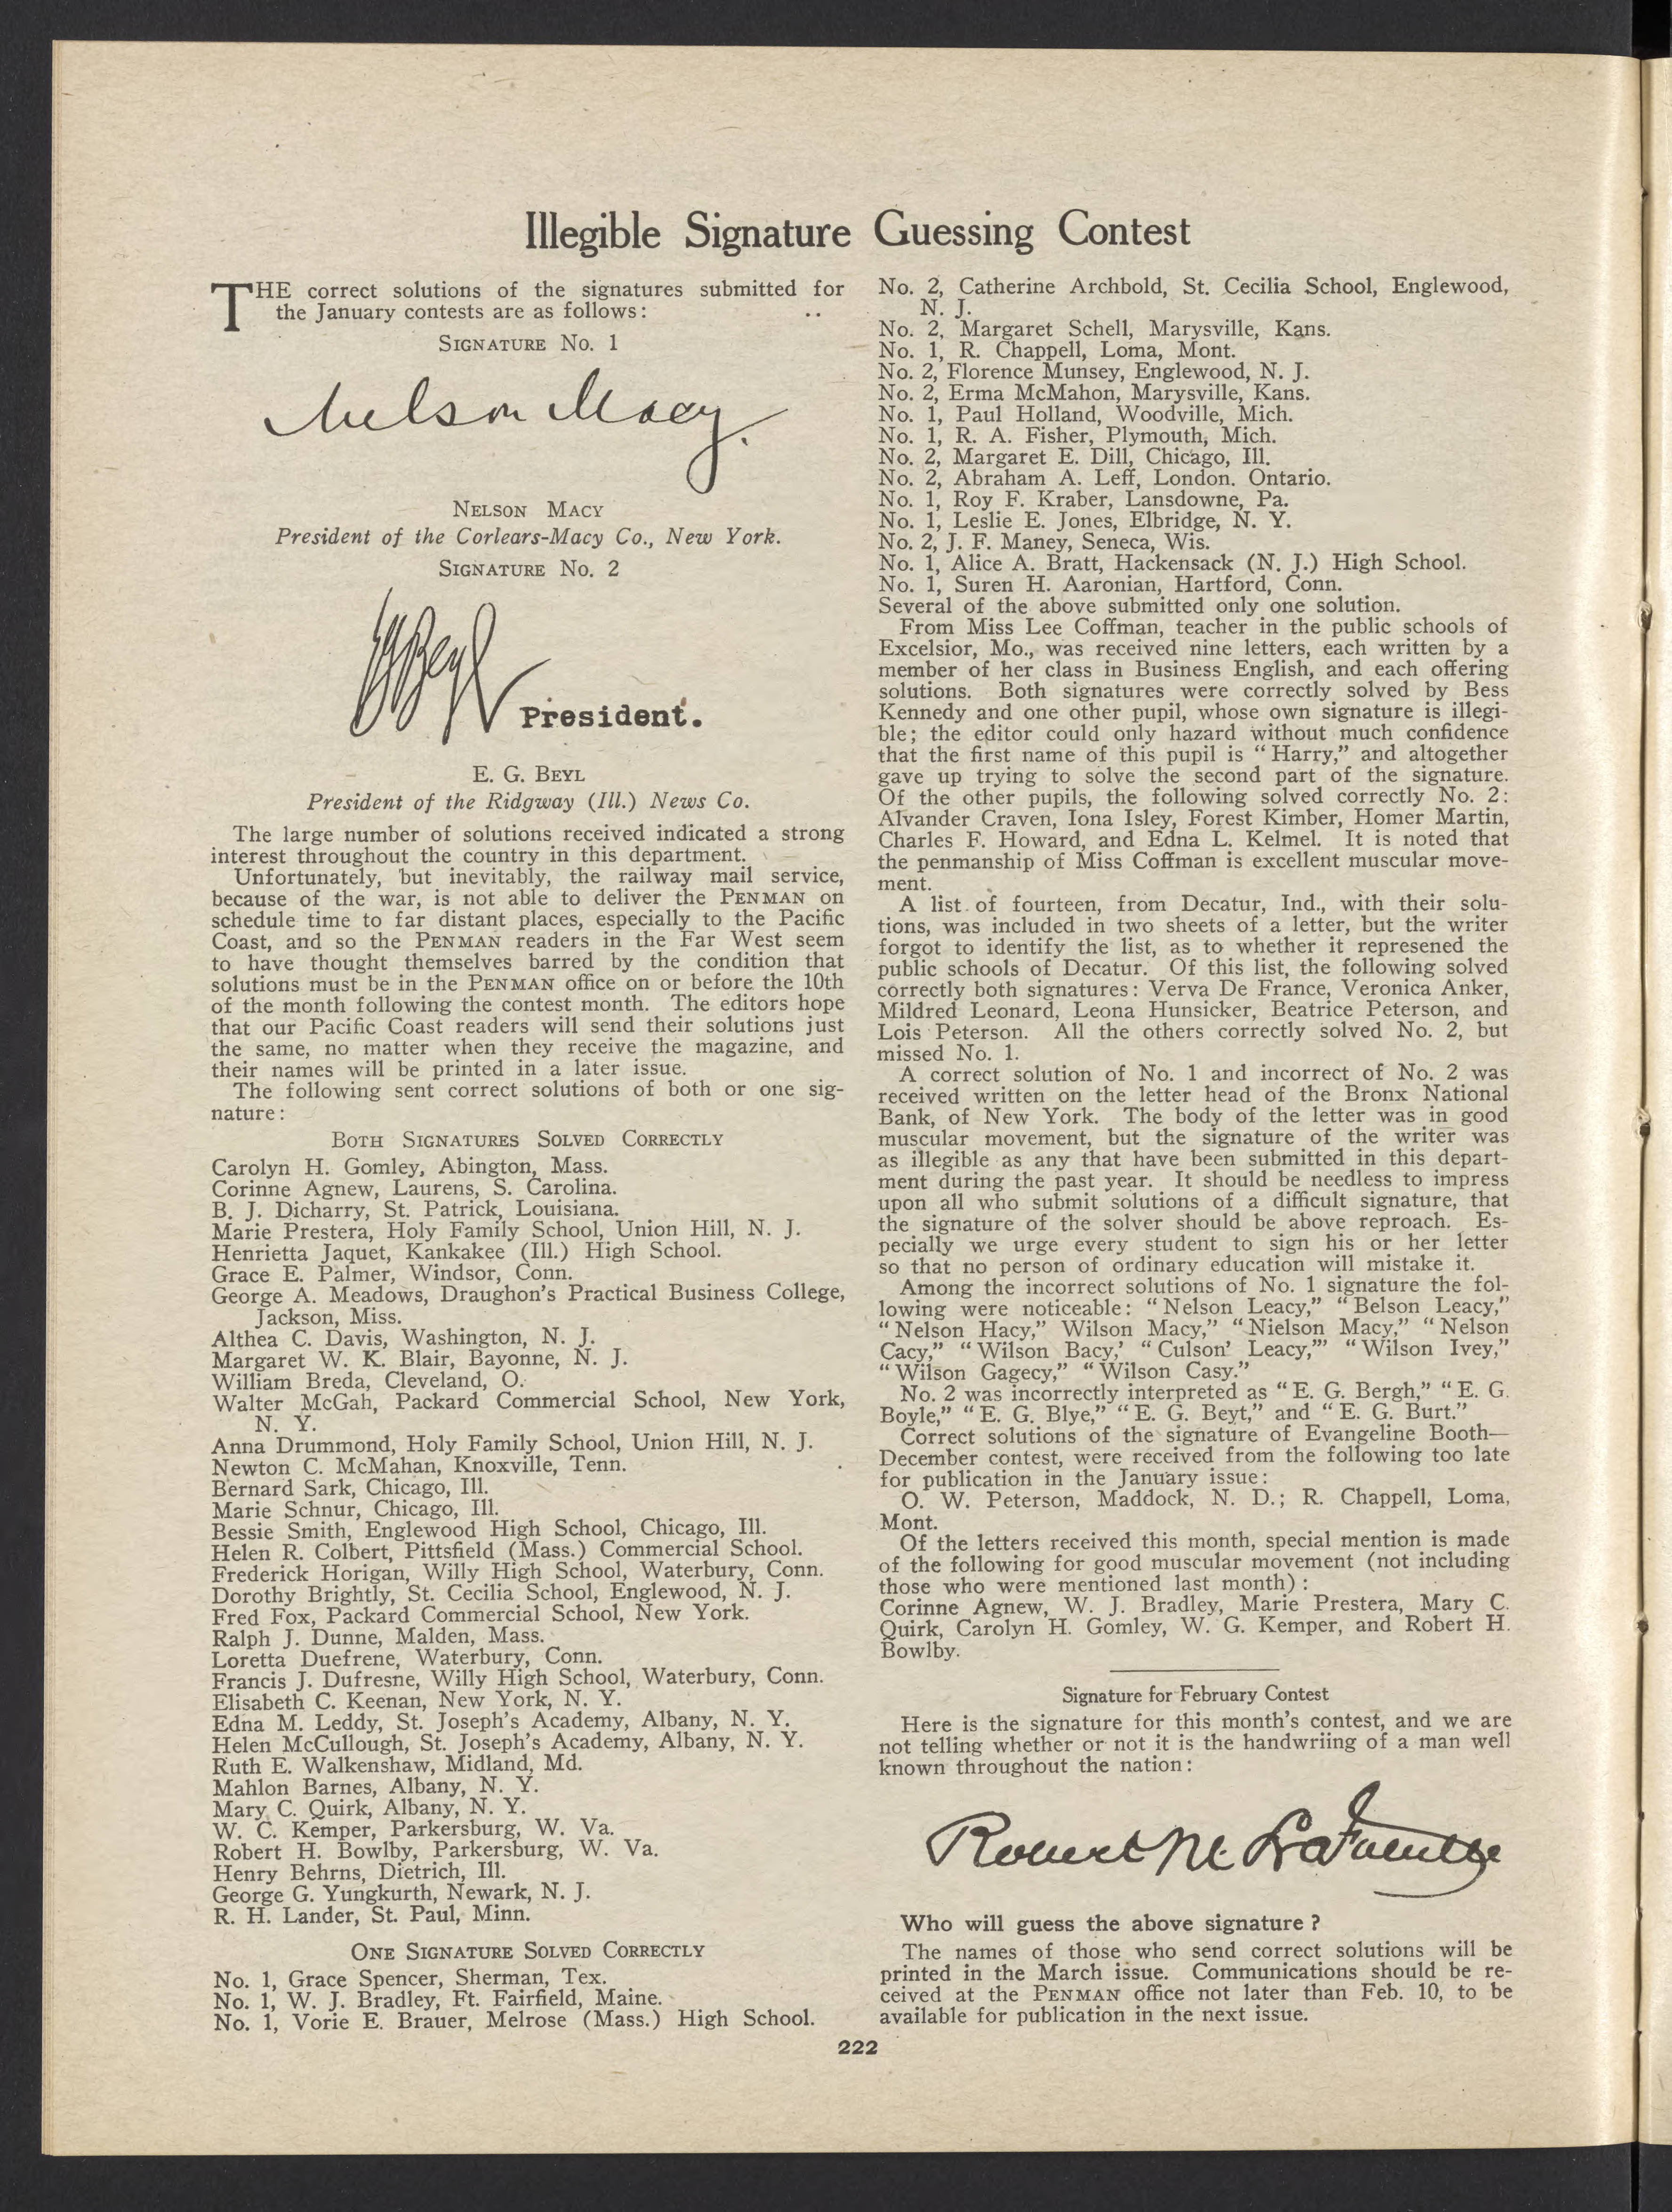 Illegible Signature Guessing Contest
THE correct solutions of the signatures submitted for
the January contests are as follows:
SIGNATURE No. 1
Nelson Macy.
NELSON MACY
President of the Corlears-Macy Co., New York.
SIGNATURE No. 2
EGBeyl
President.
E. G. BEYL
President of the Ridgway (Ill.) News Co.
The large number of solutions received indicated a strong
interest throughout the country in this department.
Unfortunately, but inevitably, the railway mail service,
because of the war, is not able to deliver the PENMAN on
schedule time to far distant places, especially to the Pacific
Coast, and so the PENMAN readers in the Far West seem
to have thought themselves barred by the condition that
solutions must be in the PENMAN office on or before the 10th
of the month following the contest month. The editors hope
that our Pacific Coast readers will send their solutions just
the same, no matter when they receive the magazine, and
their names will be printed in a later issue.
The following sent correct solutions of both or one sig-
nature:
BOTH SIGNATURES SOLVED CORRECTLY
Carolyn H. Gomley, Abington, Mass.
Corinne Agnew, Laurens, S. Carolina.
B. J. Dicharry, St. Patrick, Louisiana.
Marie Prestera, Holy Family School, Union Hill, N. J.
Henrietta Jaquet, Kankakee (Ill.) High School.
Grace E. Palmer, Windsor, Conn.
George A. Meadows, Draughon's Practical Business College,
Jackson, Miss.
Althea C. Davis, Washington, N. J.
Margaret W. K. Blair, Bayonne, N. J.
William Breda, Cleveland, O.
Walter McGah, Packard Commercial School, New York,
N. Y.
Anna Drummond, Holy Family School, Union Hill, N. J.
Newton C. McMahan, Knoxville, Tenn.
Bernard Sark, Chicago, Ill.
Marie Schnur, Chicago, Ill.
Bessie Smith, Englewood High School, Chicago, Ill.
Helen R. Colbert, Pittsfield (Mass.) Commercial School.
Frederick Horigan, Willy High School, Waterbury, Conn.
Dorothy Brightly, St. Cecilia School, Englewood, N. J.
Fred Fox, Packard Commercial School, New York.
Ralph J. Dunne, Malden, Mass.
Loretta Duefrene, Waterbury, Conn.
Francis J. Dufresne, Willy High School, Waterbury, Conn.
Elisabeth C. Keenan, New York, N. Y.
Edna M. Leddy, St. Joseph's Academy, Albany, N. Y.
Helen McCullough, St. Joseph's Academy, Albany, N. Y.
Ruth E. Walkenshaw, Midland, Md.
Mahlon Barnes, Albany, N. Y.
Mary C. Quirk, Albany, N. Y.
W. C. Kemper, Parkersburg, W. Va.
Robert H. Bowlby, Parkersburg, W. Va.
Henry Behrns, Dietrich, Ill.
George G. Yungkurth, Newark, N. J.
R. H. Lander, St. Paul, Minn.
ONE SIGNATURE SOLVED CORRECTLY
No. 1, Grace Spencer, Sherman, Tex.
No. 1, W. J. Bradley, Ft. Fairfield, Maine.
No. 1, Vorie E. Brauer, Melrose (Mass.) High School.
No. 2, Catherine Archbold, St. Cecilia School, Englewood,
N. J.
No. 2, Margaret Schell, Marysville, Kans.
No. 1, R. Chappell, Loma, Mont.
No. 2, Florence Munsey, Englewood, N. J.
No. 2, Erma McMahon, Marysville, Kans.
No. 1, Paul Holland, Woodville, Mich.
No. 1, R. A. Fisher, Plymouth, Mich.
No. 2, Margaret E. Dill, Chicago, Ill.
No. 2, Abraham A. Leff, London. Ontario.
No. 1, Roy F. Kraber, Lansdowne, Pa.
No. 1, Leslie E. Jones, Elbridge, N. Y.
No. 2, J. F. Maney, Seneca, Wis.
No. 1, Alice A. Bratt, Hackensack (N. J.) High School.
No. 1, Suren H. Aaronian, Hartford, Conn.
Several of the above submitted only one solution.
From Miss Lee Coffman, teacher in the public schools of
Excelsior, Mo., was received nine letters, each written by a
member of her class in Business English, and each offering
solutions. Both signatures were correctly solved by Bess
Kennedy and one other pupil, whose own signature is illegi-
ble; the editor could only hazard without much confidence
that the first name of this pupil is "Harry," and altogether
gave up trying to solve the second part of the signature.
Of the other pupils, the following solved correctly No. 2:
Alvander Craven, Iona Isley, Forest Kimber, Homer Martin,
Charles F. Howard, and Edna L. Kelmel. It is noted that
the penmanship of Miss Coffman is excellent muscular move-
ment.
A list of fourteen, from Decatur, Ind., with their solu-
tions, was included in two sheets of a letter, but the writer
forgot to identify the list, as to whether it represened the
public schools of Decatur. Of this list, the following solved
correctly both signatures: Verva De France, Veronica Anker,
Mildred Leonard, Leona Hunsicker, Beatrice Peterson, and
Lois Peterson. All the others correctly solved No. 2, but
missed No. 1.
A correct solution of No. 1 and incorrect of No. 2 was
received written on the letter head of the Bronx National
Bank, of New York. The body of the letter was in good
muscular movement, but the signature of the writer was
as illegible as any that have been submitted in this depart-
ment during the past year. It should be needless to impress
upon all who submit solutions of a difficult signature, that
the signature of the solver should be above reproach. Es-
pecially we urge every student to sign his or her letter
so that no person of ordinary education will mistake it.
Among the incorrect solutions of No. 1 signature the fol-
lowing were noticeable: "Nelson Leacy," "Belson Leacy,"
"Nelson Hacy," Wilson Macy," "Nielson Macy," "Nelson
Cacy," "Wilson Bacy,' "Culson' Leacy,'" "Wilson Ivey,"
"Wilson Gagecy," "Wilson Casy."
No. 2 was incorrectly interpreted as "E. G. Bergh," "E. G.
Boyle," "E. G. Blye," "E. G. Beyt," and "E. G. Burt."
Correct solutions of the signature of Evangeline Booth—
December contest, were received from the following too late
for publication in the January issue:
O. W. Peterson, Maddock, N. D.; R. Chappell, Loma,
Mont.
Of the letters received this month, special mention is made
of the following for good muscular movement (not including
those who were mentioned last month):
Corinne Agnew, W. J. Bradley, Marie Prestera, Mary C.
Quirk, Carolyn H. Gomley, W. G. Kemper, and Robert H.
Bowlby.
Signature for February Contest
Here is the signature for this month's contest, and we are
not telling whether or not it is the handwriing of a man well
known throughout the nation:
Robert M. LaFollette
Who will guess the above signature?
The names of those who send correct solutions will be
printed in the March issue. Communications should be re-
ceived at the PENMAN office not later than Feb. 10, to be
available for publication in the next issue.
222